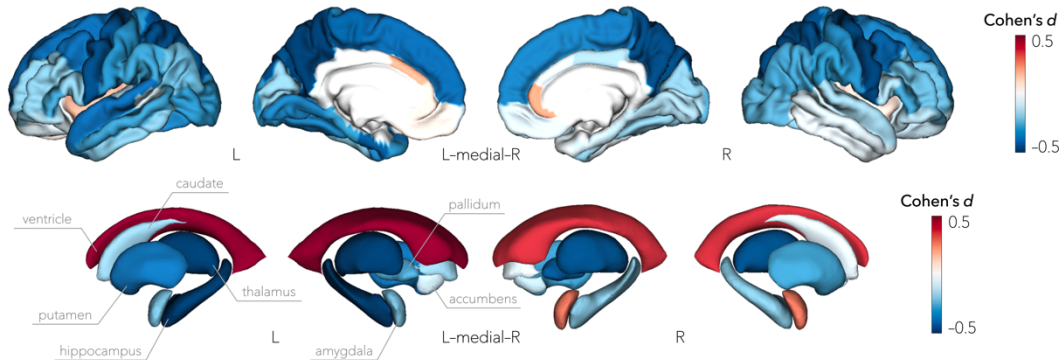 Cohen's d
0.5
-0.5
L
L-medial-R
R
caudate
ventricle
pallidum
Cohen's d
0.5
thalamus
accumbens
putamen
-0.5
hippocampus
L
amygdala
L-medial-R
R